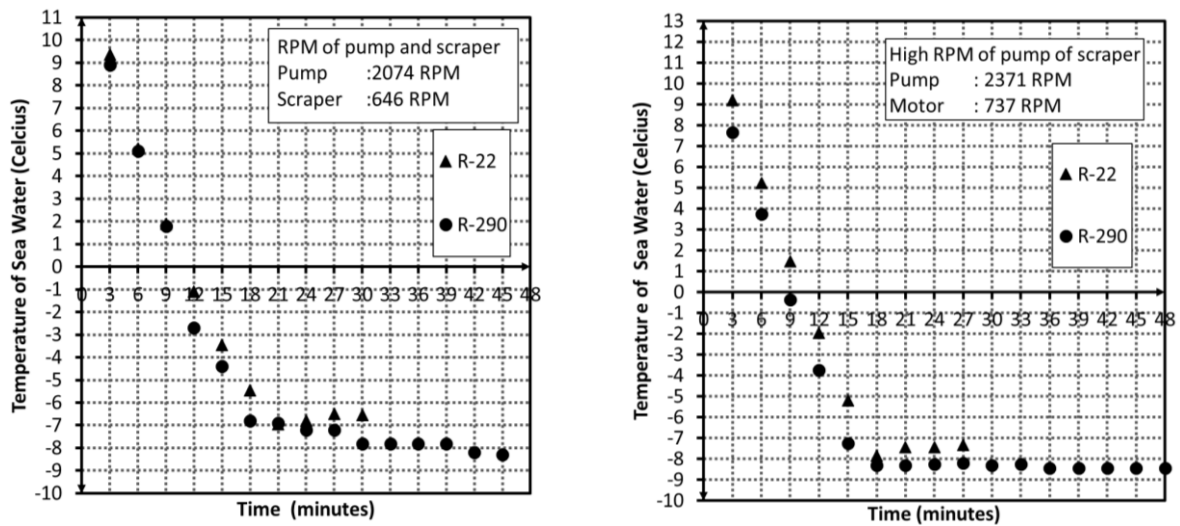 11
10
9
8
7
6
5
4
3
2
1
0
-1
-2
-3
-4
-5
-6
-7
-8
-9
-10
Temperature of Sea Water (Celcius)
RPM of pump and scraper
Pump :2074 RPM
Scraper :646 RPM
R-22
R-290
0 3 6 9 12 15 18 21 24 27 30 33 36 39 42 45 48
Time (minutes)
13
12
11
10
9
8
7
6
5
4
3
2
1
0
-1
-2
-3
-4
-5
-6
-7
-8
-9
-10
Temperature of Sea Water (Celcius)
High RPM of pump of scraper
Pump : 2371 RPM
Motor : 737 RPM
R-22
R-290
0 3 6 9 12 15 18 21 24 27 30 33 36 39 42 45 48
Time (minutes)